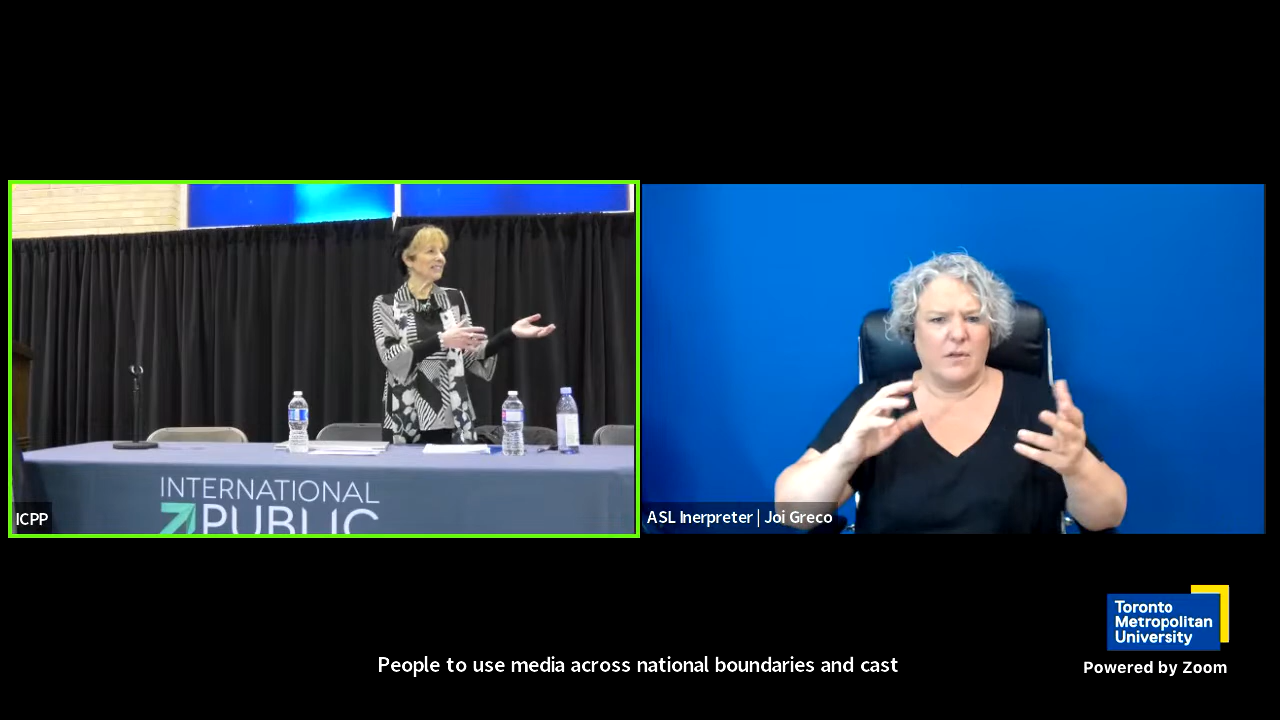 INTERNATIONAL
PUBLIC
ICPP
ASL Inerpreter | Joi Greco
Toronto
Metropolitan
University
People to use media across national boundaries and cast
Powered by Zoom